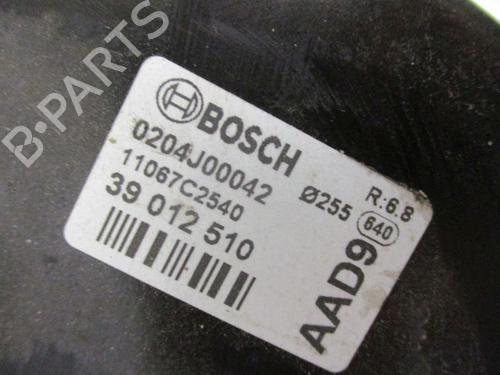 B-PARTS
BOSCH
0204J00042
11067C2540
39 012 510
Ø255
R:6.8
640
AAD9